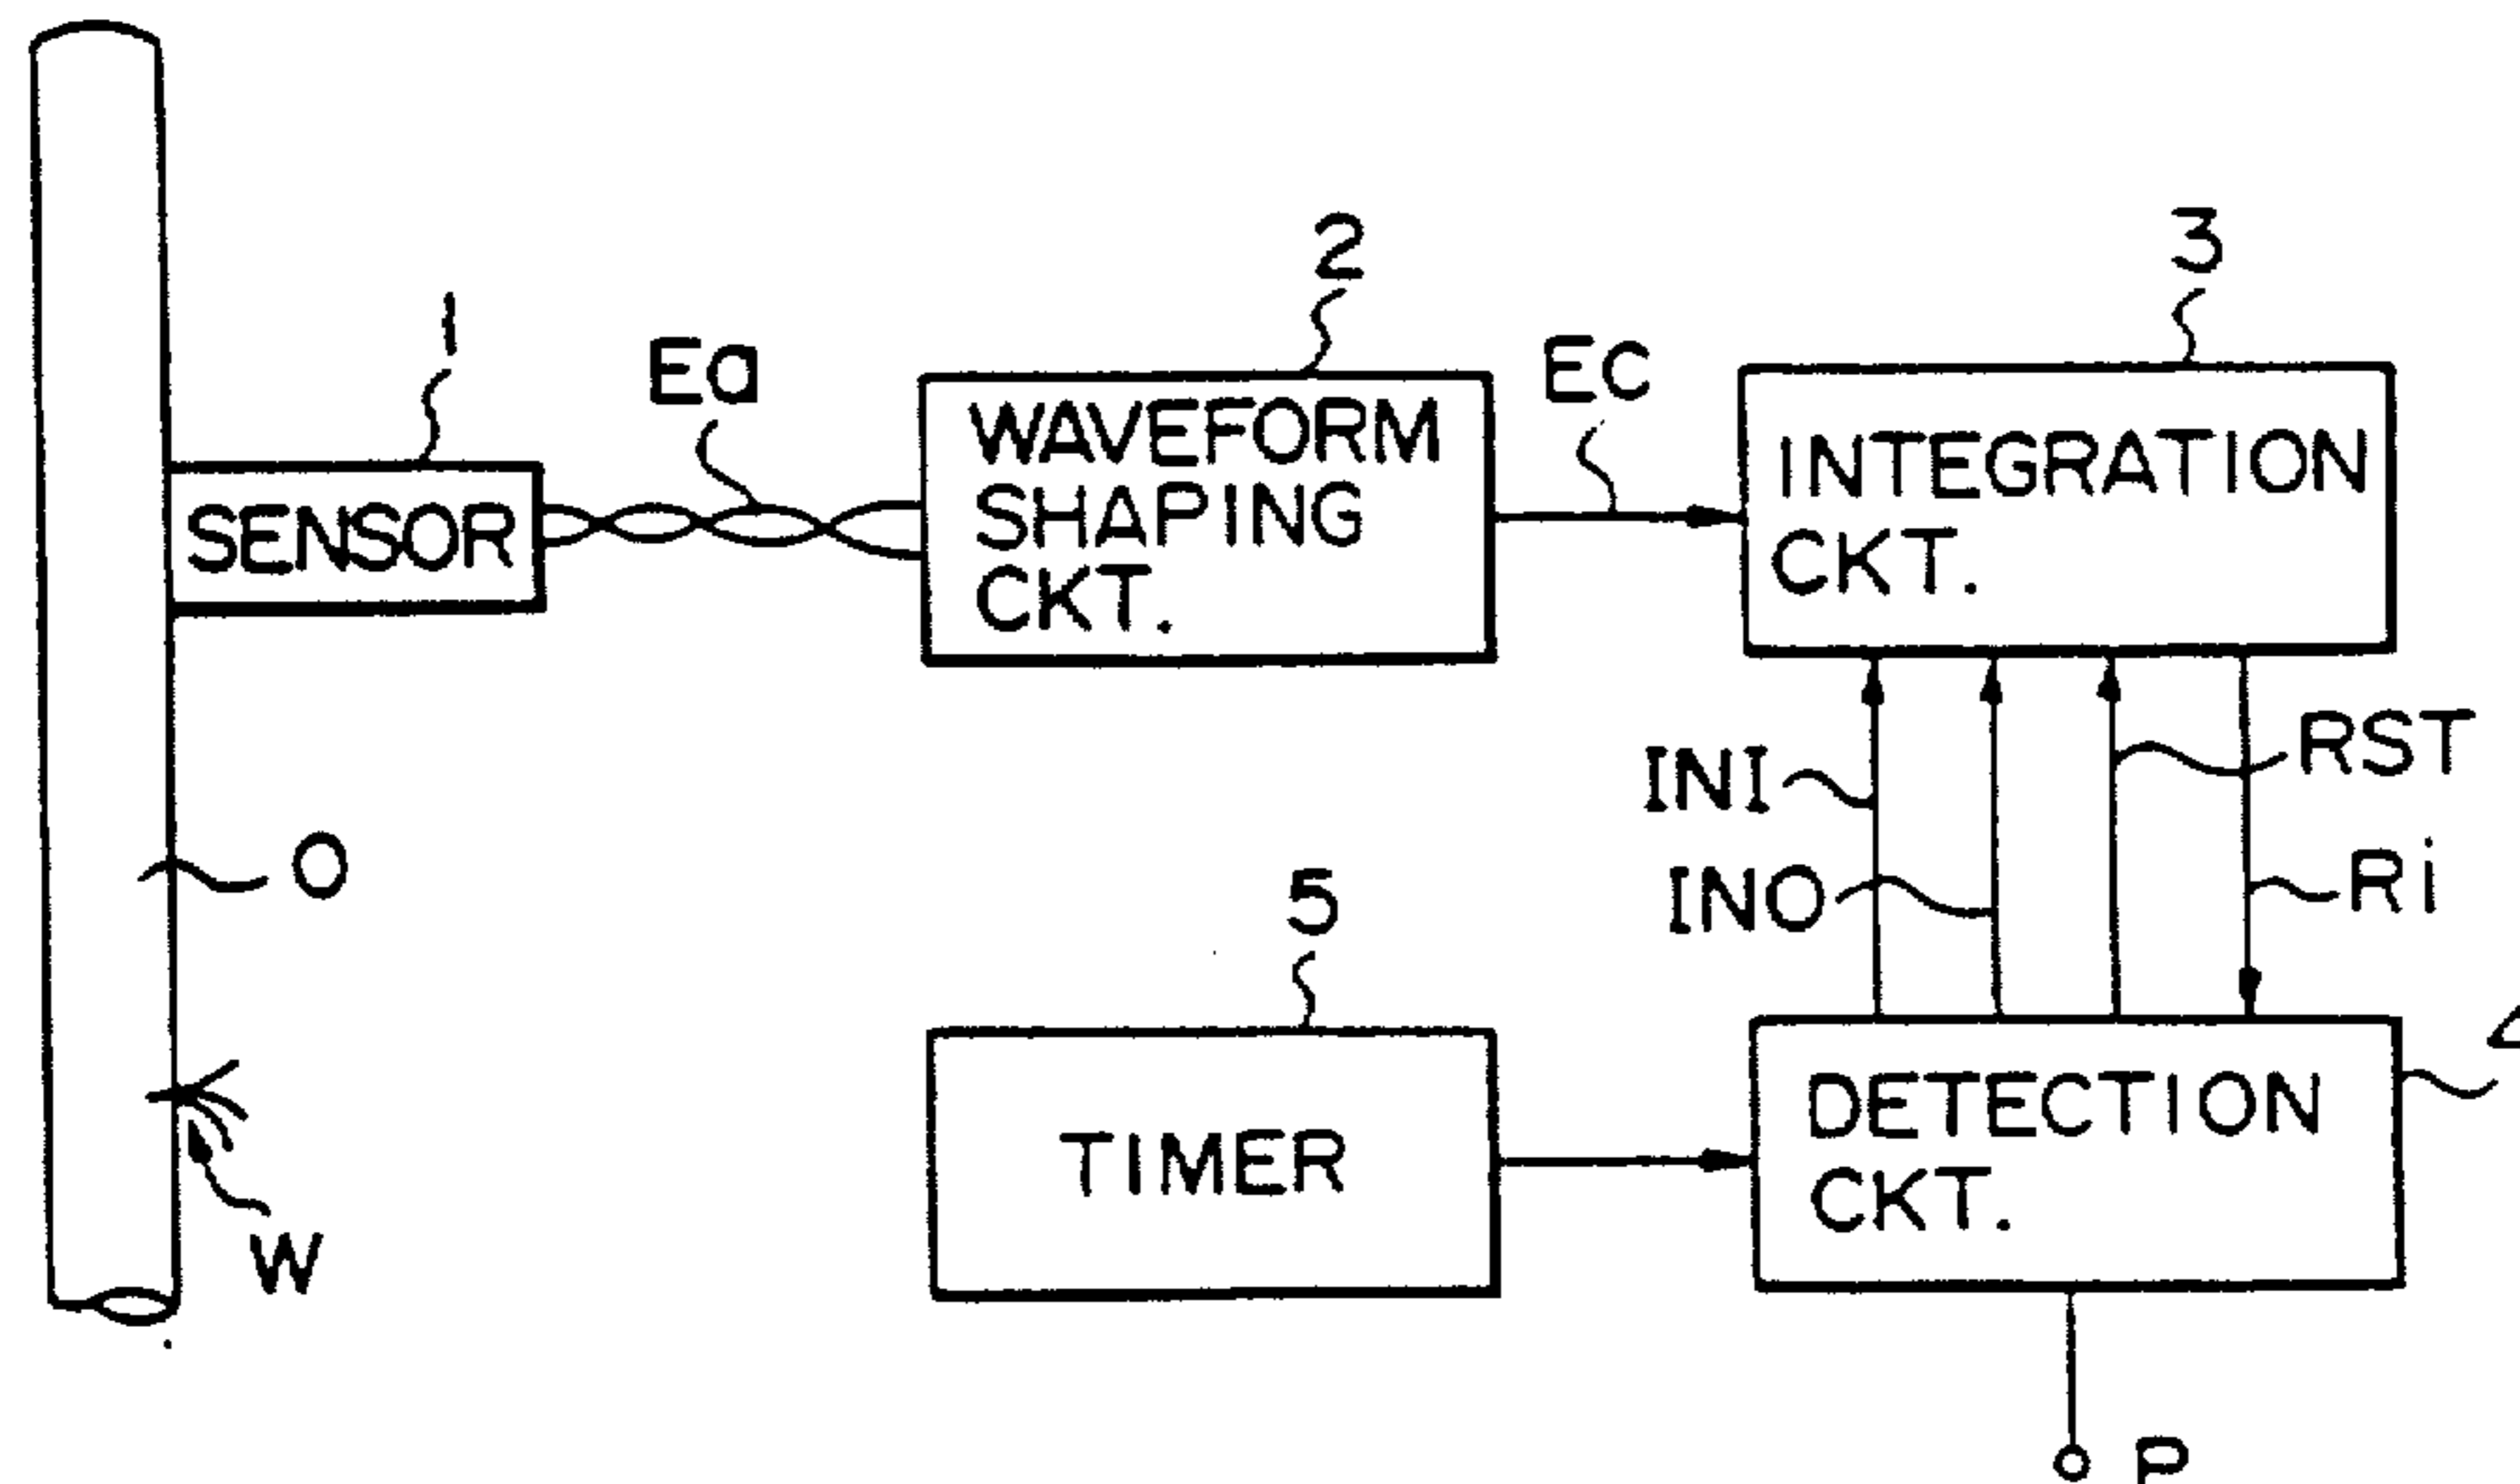 1
Ea
2
EC
3
SENSOR
WAVEFORM
SHAPING
CKT.
INTEGRATION
CKT.
INI
INO
RST
Ri
O
5
W
TIMER
DETECTION
CKT.